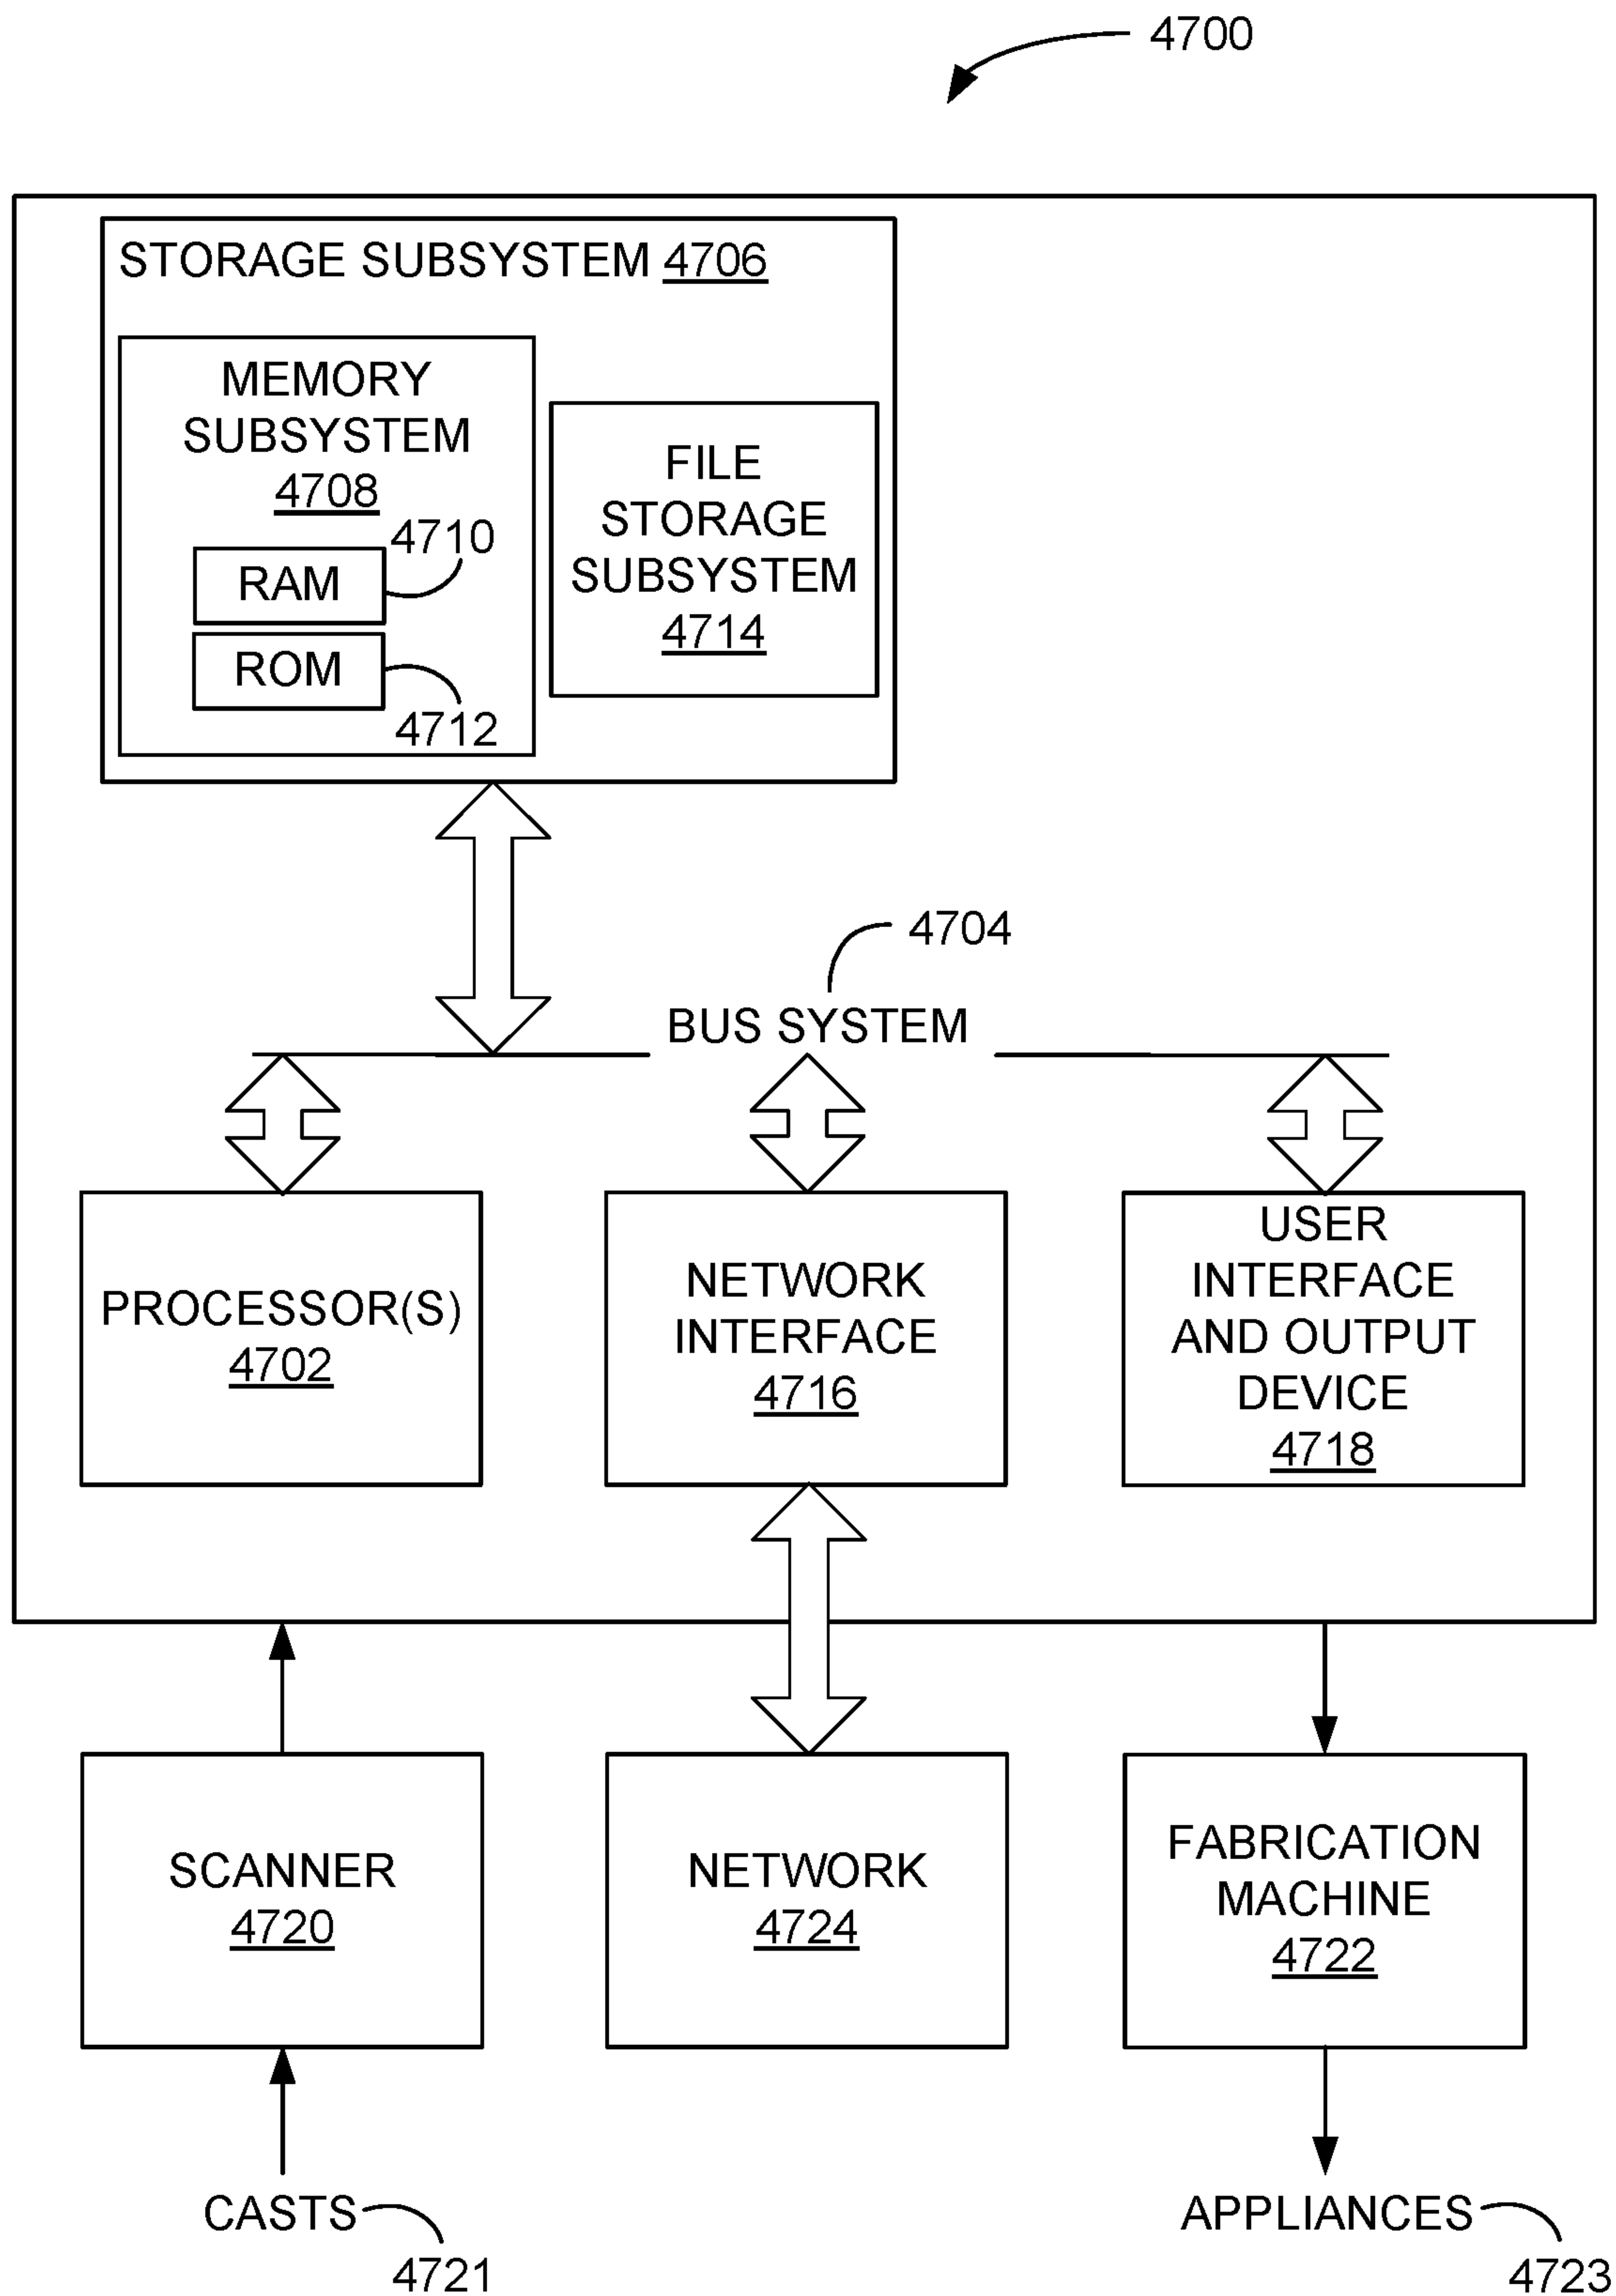 4700
STORAGE SUBSYSTEM 4706
MEMORY
SUBSYSTEM
4708
4710
RAM
ROM
4712
FILE
STORAGE
SUBSYSTEM
4714
4704
BUS SYSTEM
PROCESSOR(S)
4702
NETWORK
INTERFACE
4716
USER
INTERFACE
AND OUTPUT
DEVICE
4718
SCANNER
4720
NETWORK
4724
FABRICATION
MACHINE
4722
CASTS
4721
APPLIANCES
4723